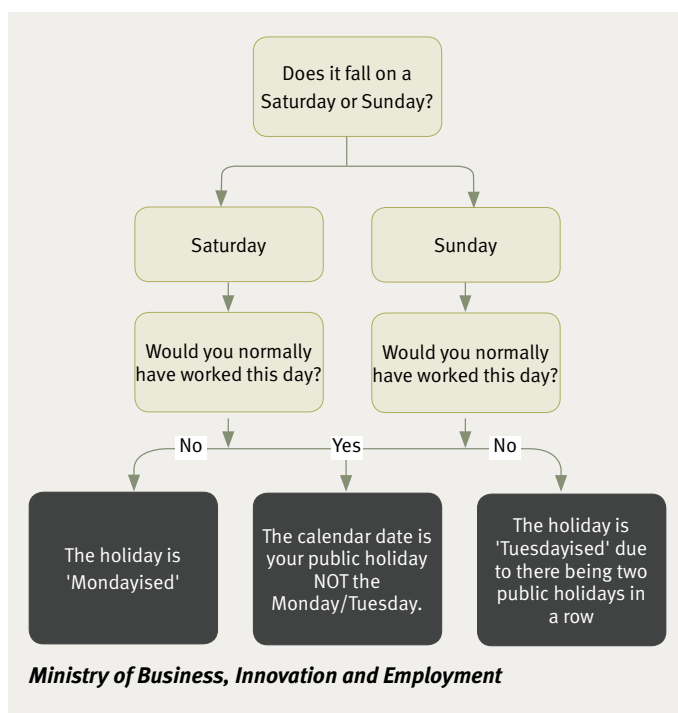 Does it fall on a
Saturday or Sunday?
Saturday
Sunday
Would you normally
have worked this day?
Would you normally
have worked this day?
No
Yes
No
The holiday is
'Mondayised'
The calendar date is
your public holiday
NOT the
Monday/Tuesday.
The holiday is
'Tuesdayised' due
to there being two
public holidays in
a row
Ministry of Business, Innovation and Employment